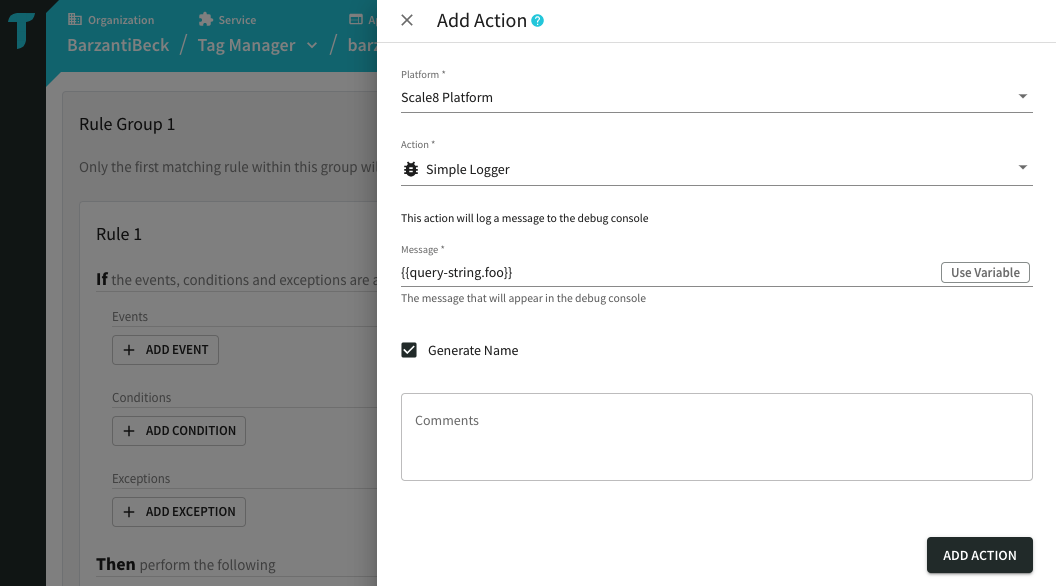 Organization
Service
BarzantiBeck / Tag Manager /
Rule Group 1
Only the first matching rule within this group
Rule 1
If the events, conditions and exceptions are
Events
+ ADD EVENT
Conditions
+ ADD CONDITION
Exceptions
+ ADD EXCEPTION
Then perform the following
Add Action ?
Platform *
Scale8 Platform
Action *
Simple Logger
This action will log a message to the debug console
Message *
{{query-string.foo}}
Use Variable
The message that will appear in the debug console
Generate Name
Comments
ADD ACTION